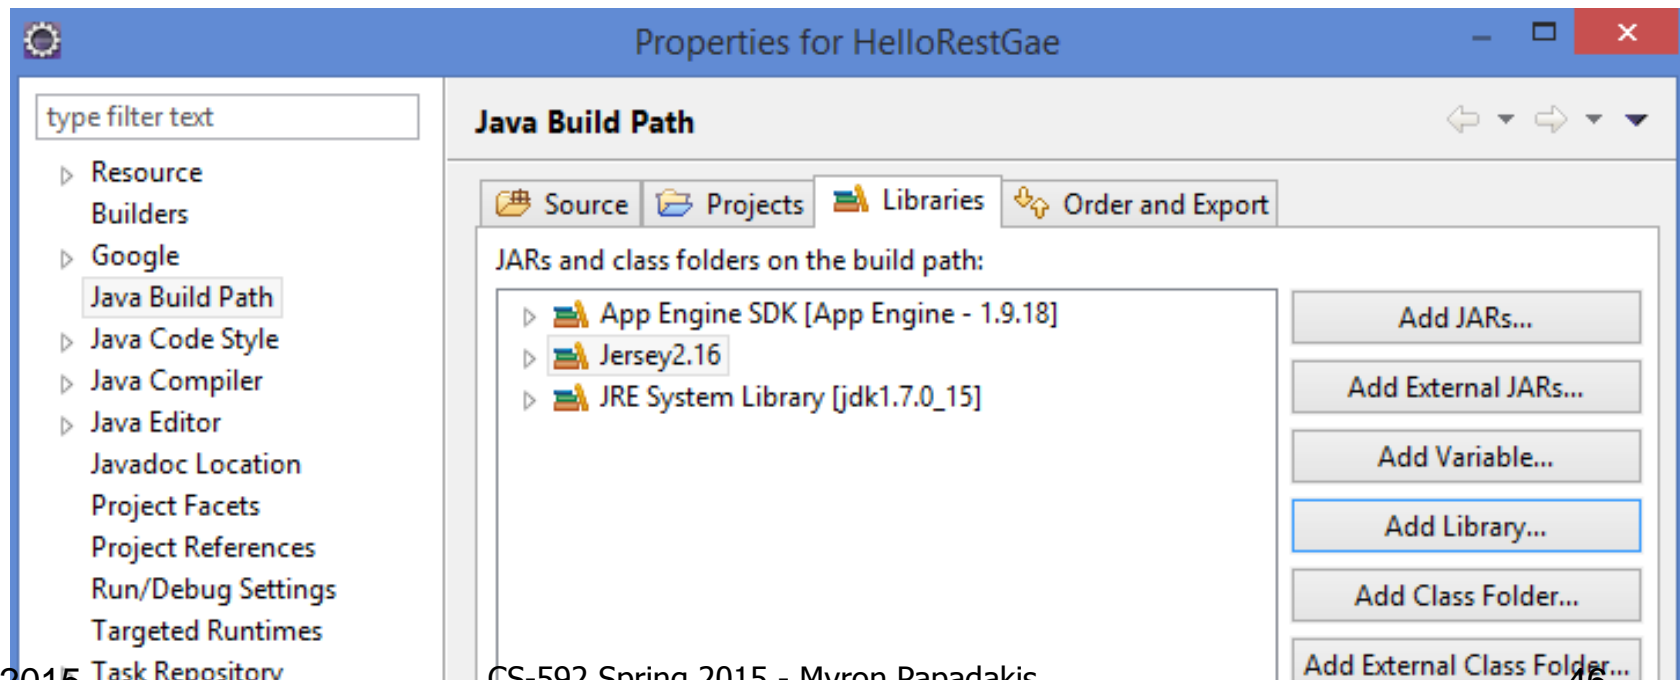 Properties for HelloRestGae
type filter text
Resource
Builders
Google
Java Build Path
Java Code Style
Java Compiler
Java Editor
Javadoc Location
Project Facets
Project References
Run/Debug Settings
Targeted Runtimes
Task Repository
Java Build Path
Source Projects Libraries Order and Export
JARs and class folders on the build path:
App Engine SDK [App Engine - 1.9.18]
Jersey2.16
JRE System Library [jdk1.7.0_15]
Add JARs...
Add External JARs...
Add Variable...
Add Library...
Add Class Folder...
Add External Class Folder...
2015
CS-592 Spring 2015 - Myron Papadakis
46